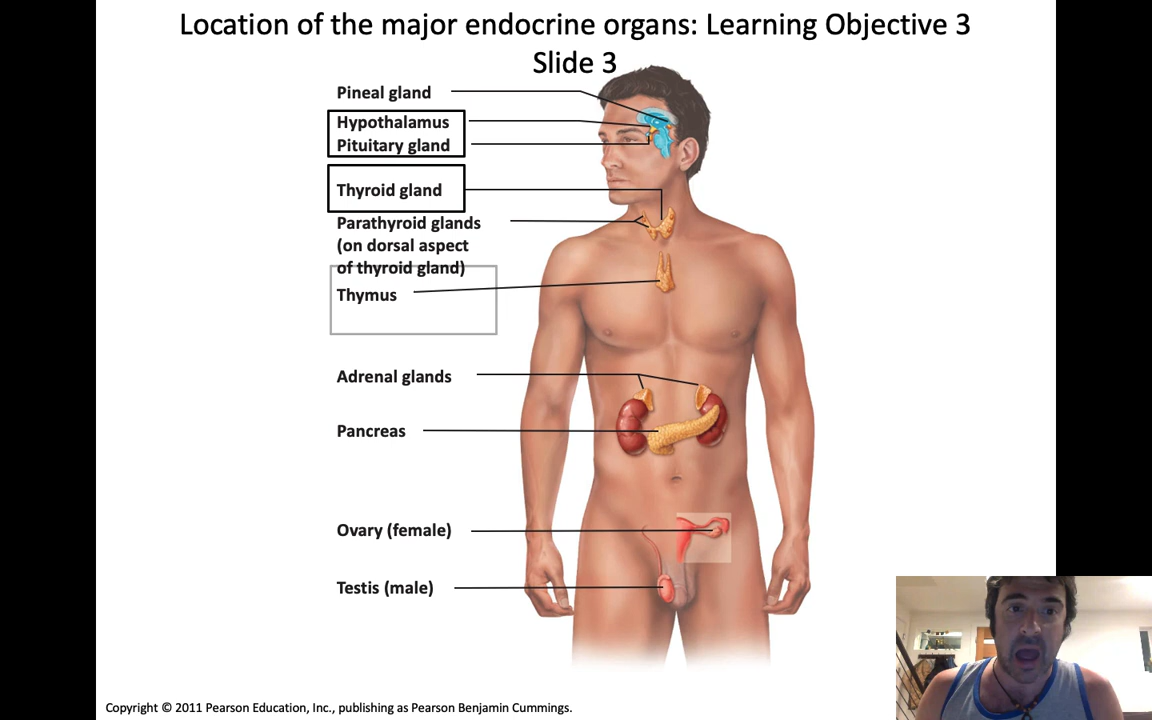 Location of the major endocrine organs: Learning Objective 3
Slide 3
Pineal gland
Hypothalamus
Pituitary gland
Thyroid gland
Parathyroid glands
(on dorsal aspect
of thyroid gland)
Thymus
Adrenal glands
Pancreas
Ovary (female)
Testis (male)
Copyright © 2011 Pearson Education, Inc., publishing as Pearson Benjamin Cummings.